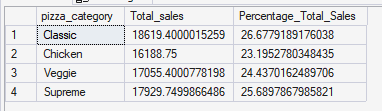 pizza_category Total_sales Percentage_Total_Sales
1 Classic 18619.4000015259 26.6779189176038
2 Chicken 16188.75 23.1952780438345
3 Veggie 17055.4000778198 24.4370162489706
4 Supreme 17929.7499866486 25.6897867985821